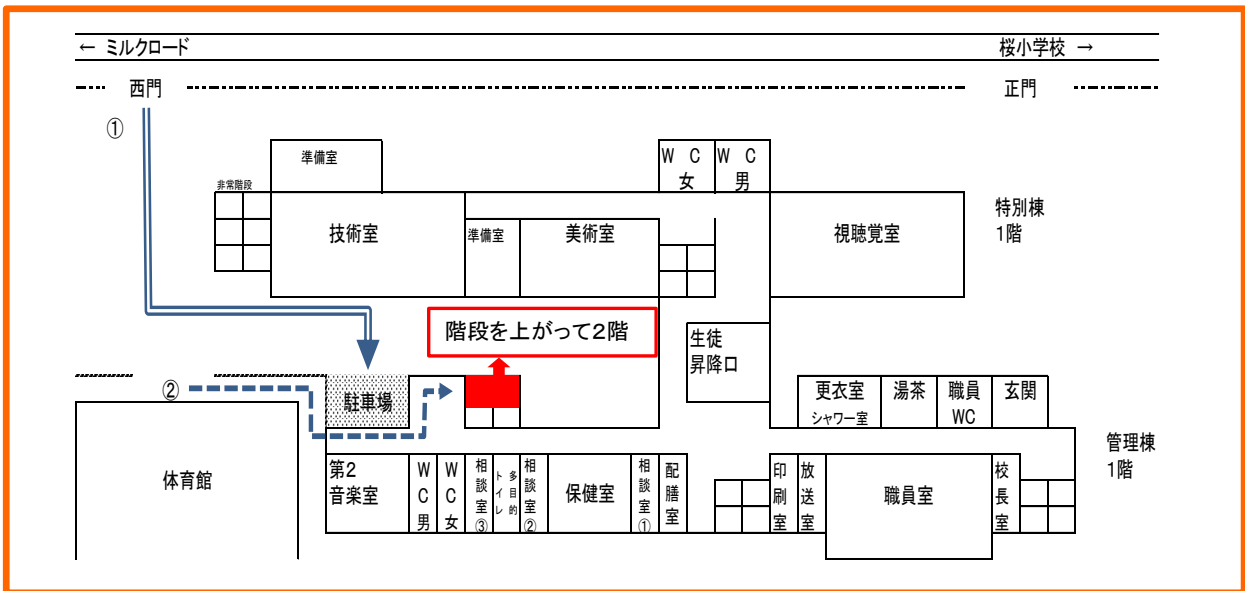 ← ミルクロード
桜小学校 →
西門
正門
①
準備室
W C
女
W C
男
非常階段
技術室
準備室
美術室
視聴覚室
特別棟
1階
階段を上がって2階
生徒
昇降口
②
駐車場
更衣室
シャワー室
湯茶
職員
WC
玄関
管理棟
1階
体育館
第2
音楽室
WC男
WC女
相談室③
多目的
トイレ
相談室②
保健室
相談室①
配膳室
印刷室
放送室
職員室
校長室